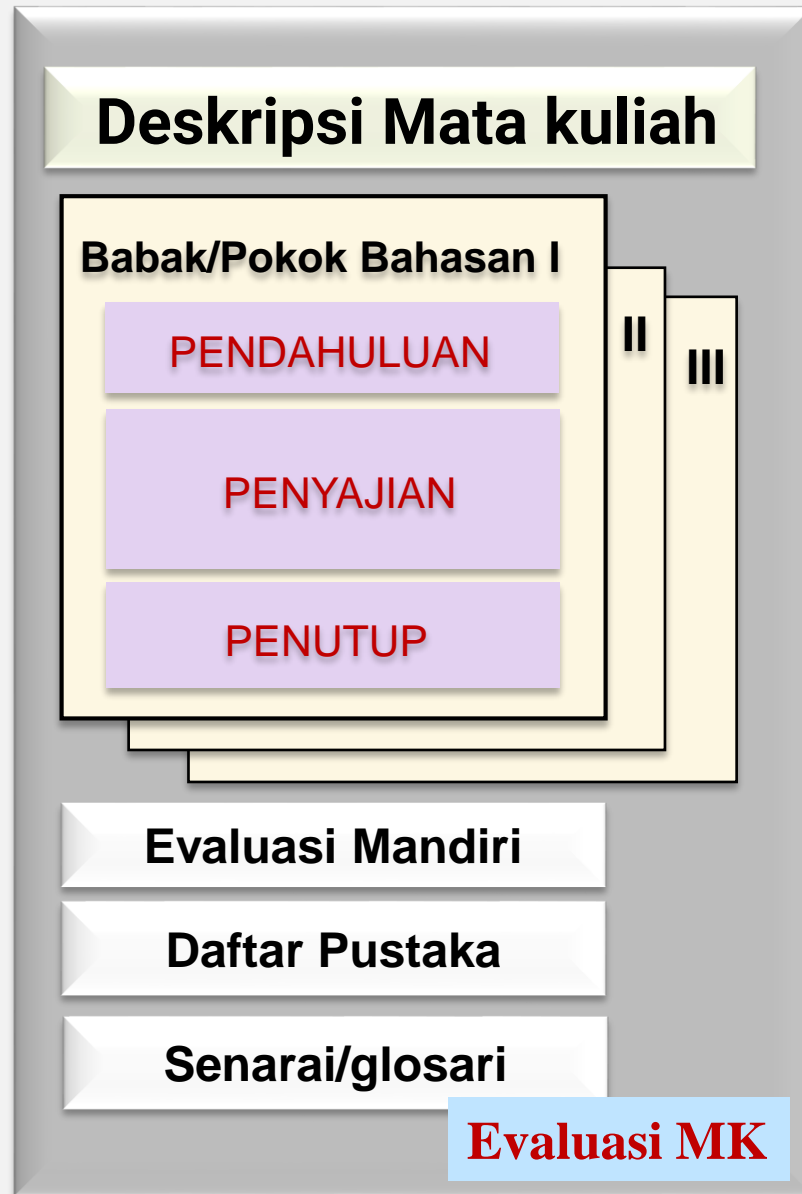 Deskripsi Mata kuliah
Babak/Pokok Bahasan I
II
III
PENDAHULUAN
PENYAJIAN
PENUTUP
Evaluasi Mandiri
Daftar Pustaka
Senarai/glosari
Evaluasi MK